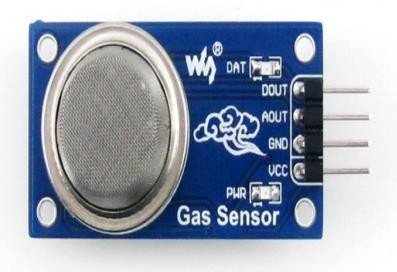 W®
DAT
DOUT
AOUT
GND
VCC
PWR
Gas Sensor